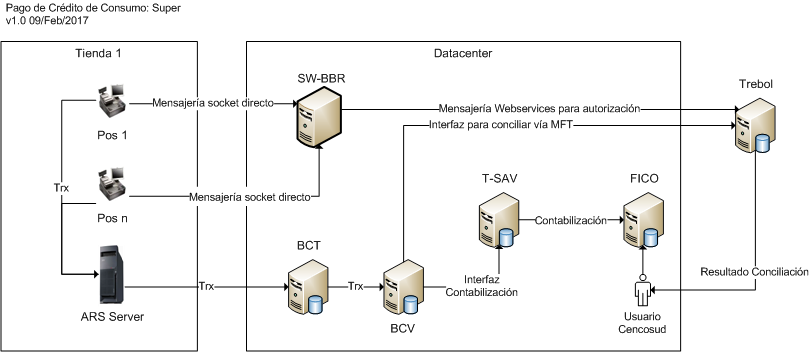 Pago de Crédito de Consumo: Super
v1.0 09/Feb/2017
Tienda 1
Datacenter
SW-BBR
Trebol
Pos 1
Mensajería socket directo
Mensajería Webservices para autorización
Interfaz para conciliar vía MFT
T-SAV
FICO
Trx
Pos n
Mensajería socket directo
Contabilización
BCT
Resultado Conciliación
Trx
Trx
Interfaz
Contabilización
ARS Server
BCV
Usuario
Cencosud